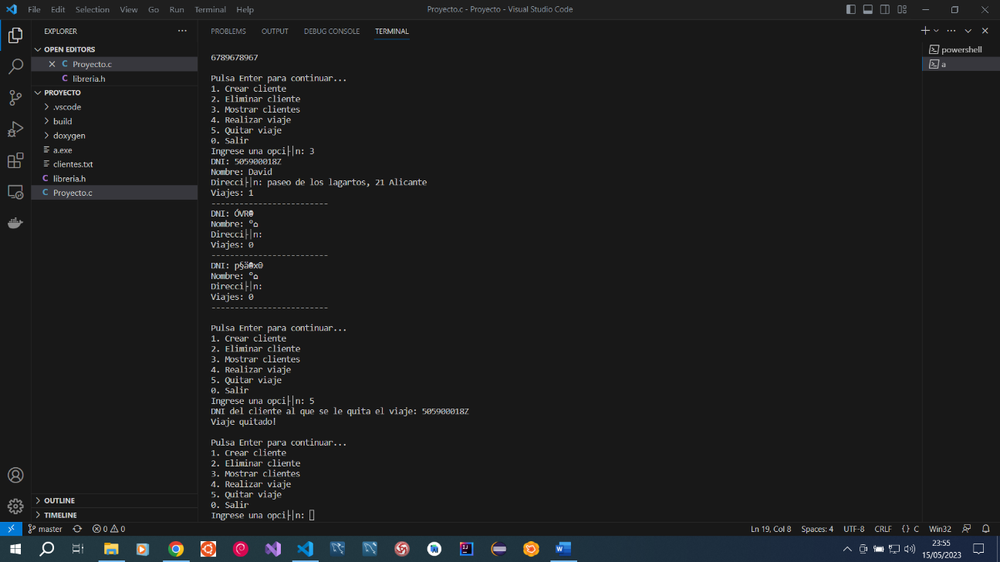 File Edit Selection View Go Run Terminal Help Proyecto.c - Proyecto - Visual Studio Code
EXPLORER
OPEN EDITORS
Proyecto.c
libreria.h
PROYECTO
.vscode
build
doxygen
a.exe
clientes.txt
libreria.h
Proyecto.c
OUTLINE
TIMELINE
PROBLEMS OUTPUT DEBUG CONSOLE TERMINAL
6789678967
Pulsa Enter para continuar...
1. Crear cliente
2. Eliminar cliente
3. Mostrar clientes
4. Realizar viaje
5. Quitar viaje
0. Salir
Ingrese una opci├│n: 3
DNI: 505900018Z
Nombre: David
Direcci├│n: paseo de los lagartos, 21 Alicante
Viajes: 1
-------------------------
DNI: ÓVR☻
Nombre: º⌂
Direcci├│n:
Viajes: 0
-------------------------
DNI: p§ä☻x☺
Nombre: º⌂
Direcci├│n:
Viajes: 0
-------------------------
Pulsa Enter para continuar...
1. Crear cliente
2. Eliminar cliente
3. Mostrar clientes
4. Realizar viaje
5. Quitar viaje
0. Salir
Ingrese una opci├│n: 5
DNI del cliente al que se le quita el viaje: 505900018Z
Viaje quitado!
Pulsa Enter para continuar...
1. Crear cliente
2. Eliminar cliente
3. Mostrar clientes
4. Realizar viaje
5. Quitar viaje
0. Salir
Ingrese una opci├│n:
powershell
a
master 0 0 Ln 19, Col 8 Spaces: 4 UTF-8 CRLF {} C Win32
23:55
15/05/2023